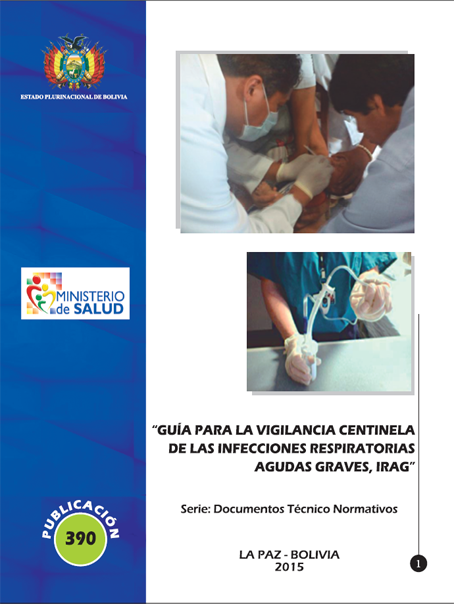 ESTADO PLURINACIONAL DE BOLIVIA
MINISTERIO
de SALUD
“GUÍA PARA LA VIGILANCIA CENTINELA
DE LAS INFECCIONES RESPIRATORIAS
AGUDAS GRAVES, IRAG”
Serie: Documentos Técnico Normativos
PUBLICACIÓN
390
LA PAZ - BOLIVIA
2015
1